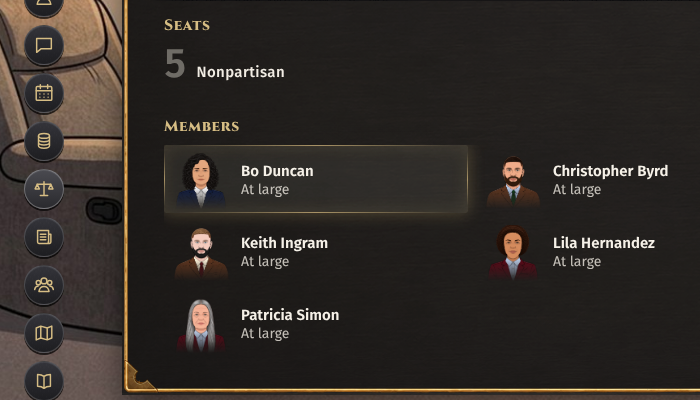 Seats
5 Nonpartisan
Members
Bo Duncan
At large
Christopher Byrd
At large
Keith Ingram
At large
Lila Hernandez
At large
Patricia Simon
At large